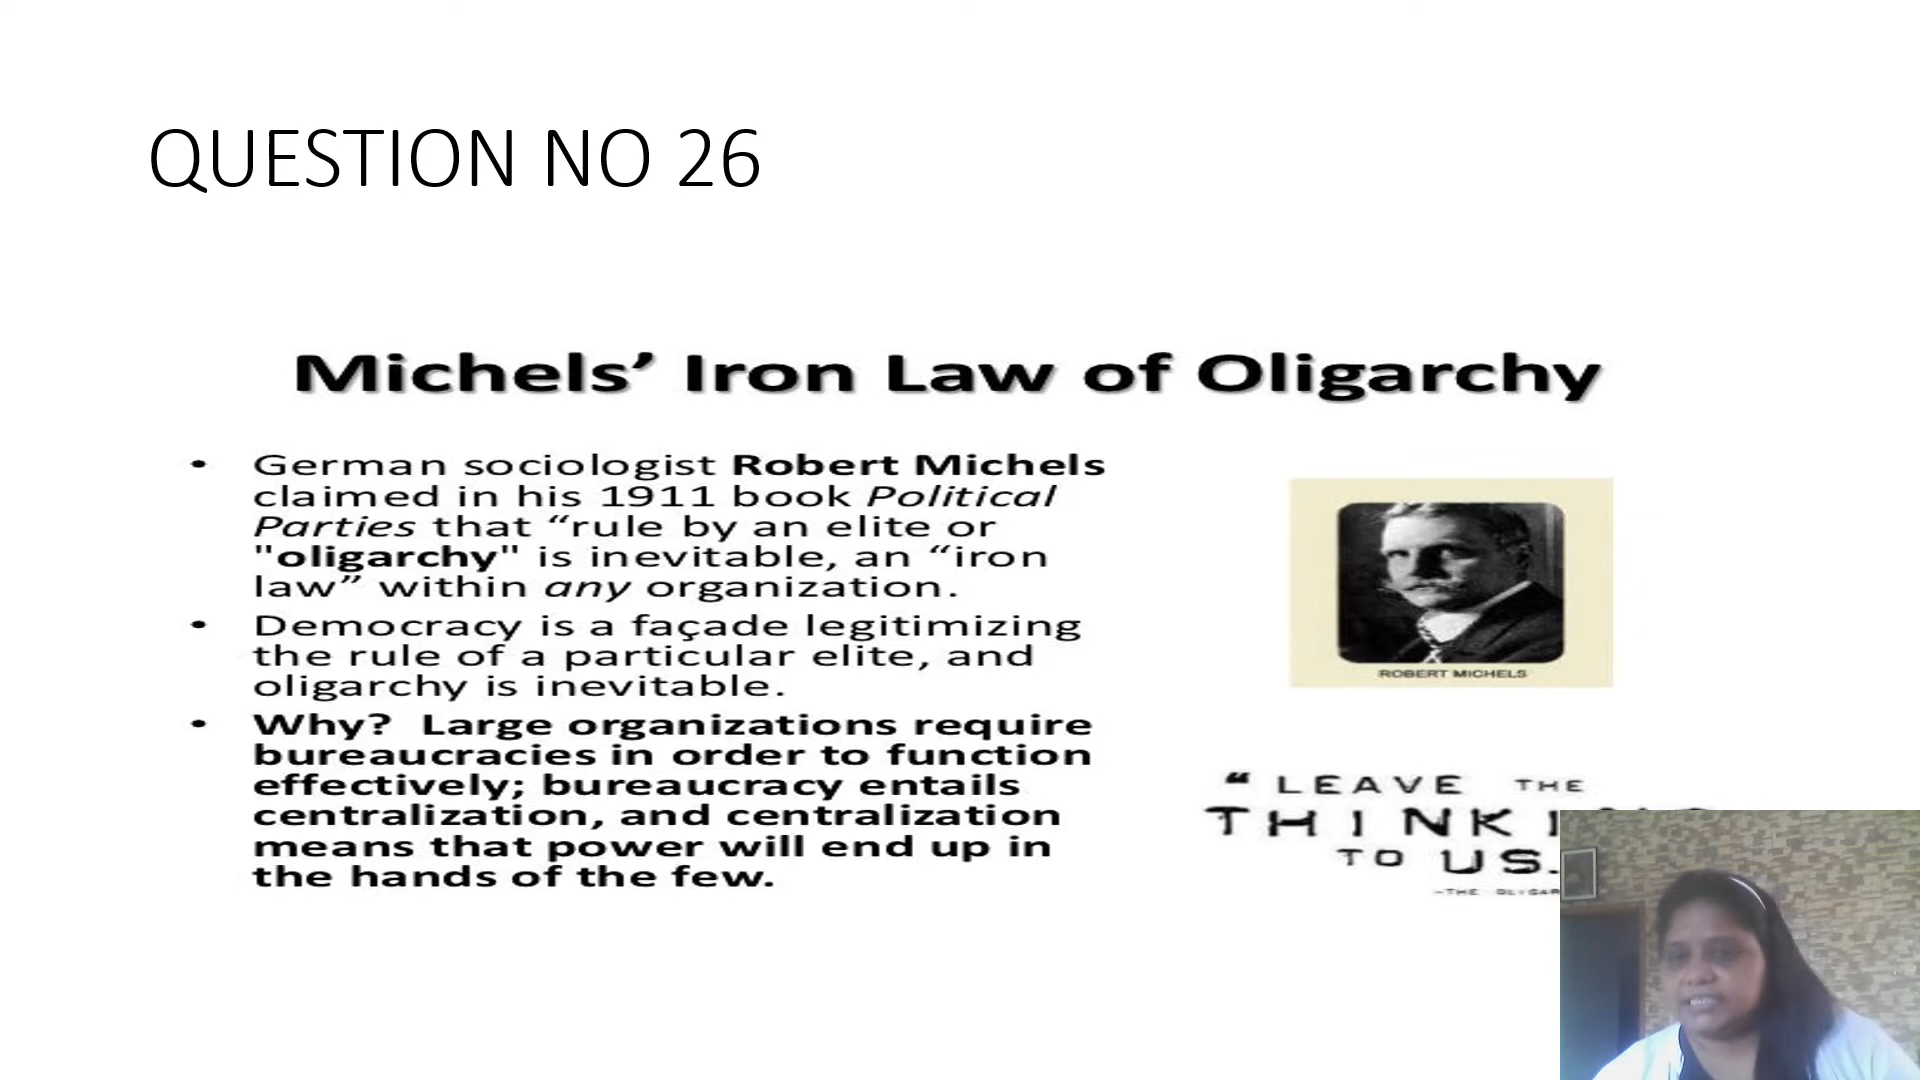 QUESTION NO 26
Michels’ Iron Law of Oligarchy
• German sociologist Robert Michels
claimed in his 1911 book Political
Parties that “rule by an elite or
"oligarchy" is inevitable, an “iron
law” within any organization.
• Democracy is a façade legitimizing
the rule of a particular elite, and
oligarchy is inevitable.
• Why? Large organizations require
bureaucracies in order to function
effectively; bureaucracy entails
centralization, and centralization
means that power will end up in
the hands of the few.
ROBERT MICHELS
“ LEAVE THE
TO US.